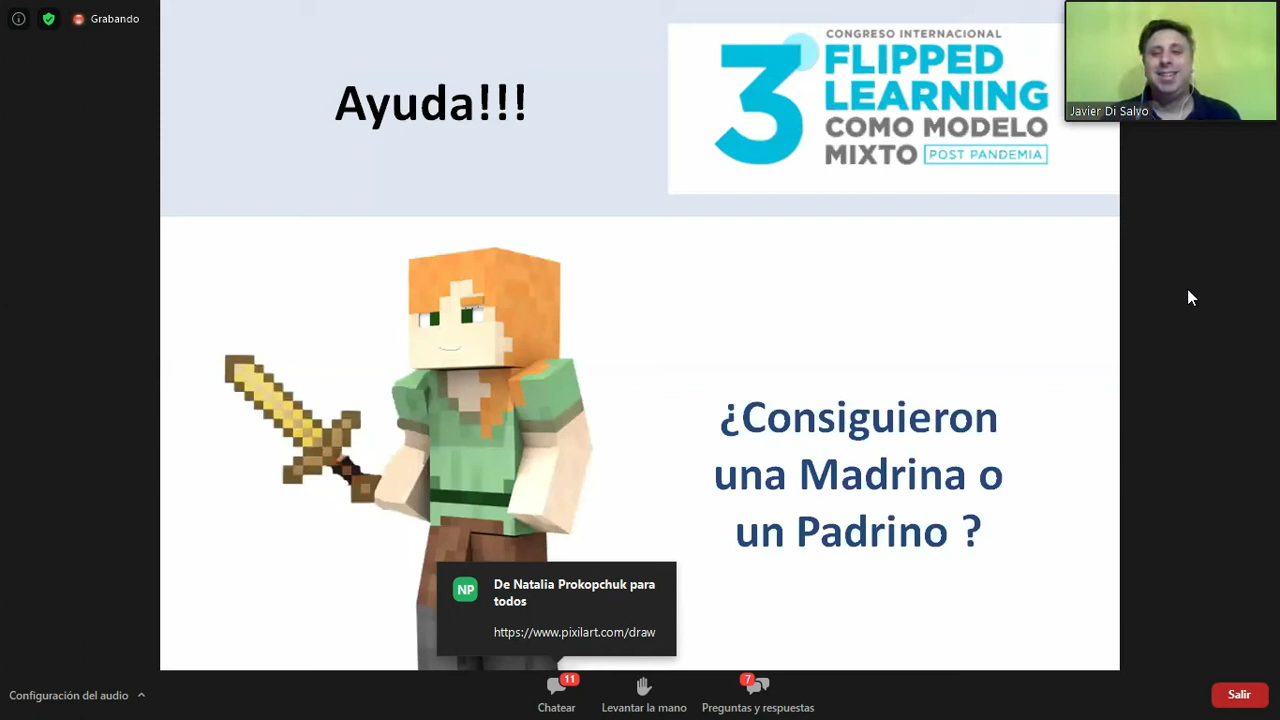 Grabando
Ayuda!!!
CONGRESO INTERNACIONAL
3°
FLIPPED
LEARNING
COMO MODELO
MIXTO POST PANDEMIA
Javier Di Salvo
¿Consiguieron
una Madrina o
un Padrino ?
NP
De Natalia Prokopchuk para
todos
https://www.pixilart.com/draw
Configuración del audio
11
Chatear
Levantar la mano
7
Preguntas y respuestas
Salir